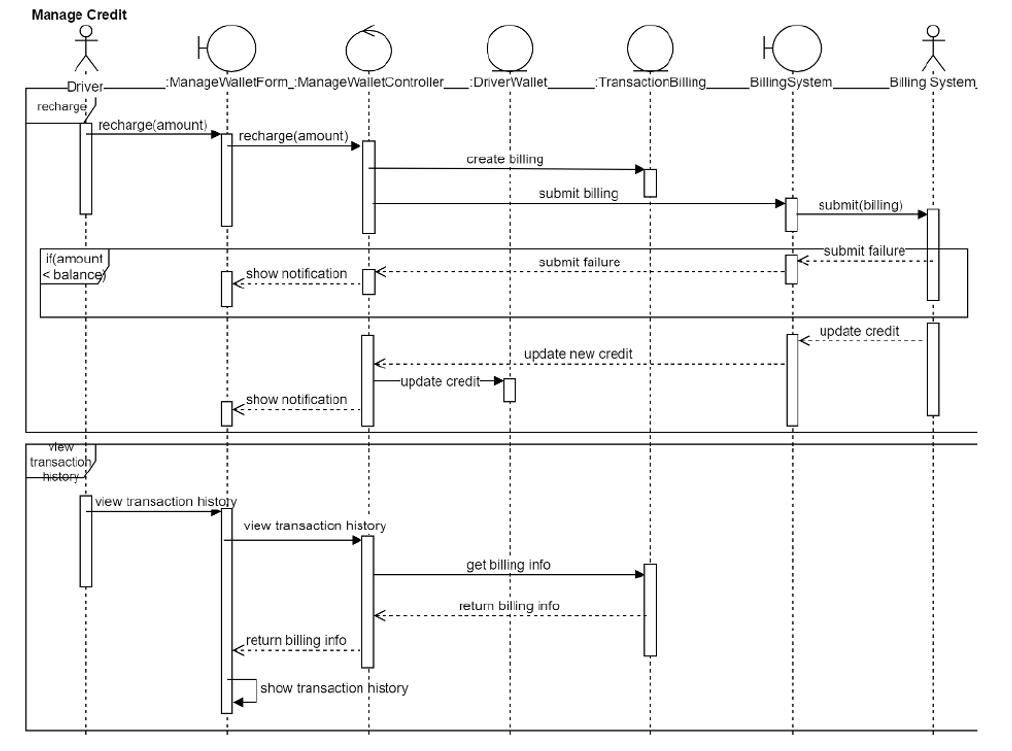 Manage Credit
Driver
:ManageWalletForm
:ManageWalletController
:DriverWallet
:TransactionBilling
BillingSystem
Billing System
recharge
recharge(amount)
recharge(amount)
create billing
submit billing
submit(billing)
if(amount
< balance)
submit failure
submit failure
show notification
update credit
update new credit
update credit
show notification
view
transaction
history
view transaction history
view transaction history
get billing info
return billing info
return billing info
show transaction history